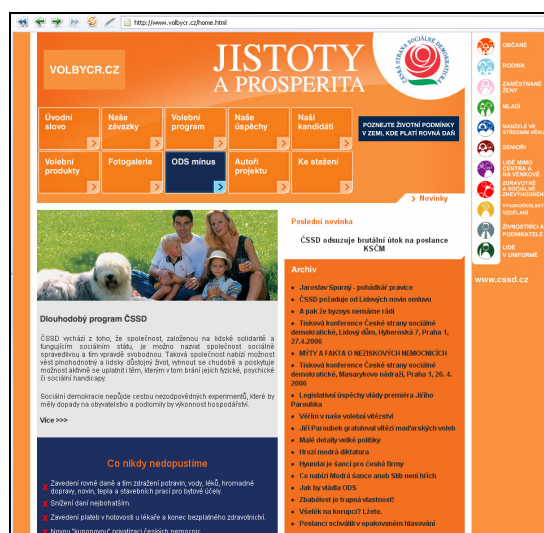 http://www.volbycr.cz/home.html
VOLBYCR.CZ
JISTOTY
A PROSPERITA
ČESKÁ STRANA SOCIÁLNĚ DEMOKRATICKÁ
Úvodní
slovo
Naše
závazky
Volební
program
Naše
úspěchy
Naši
kandidáti
POZNEJTE ŽIVOTNÍ PODMÍNKY
V ZEMI, KDE PLATÍ ROVNÁ DAŇ
Volební
produkty
Fotogalerie
ODS mínus
Autoři
projektu
Ke stažení
> Novinky
Dlouhodobý program ČSSD
ČSSD vychází z toho, že společnost, založenou na lidské solidaritě a
fungujícím sociálním státu, je možno nazvat společností sociálně
spravedlivou a tím vpravdě svobodnou. Taková společnost nabízí možnost
vést plnohodnotný a lidsky důstojný život, vyhnout se chudobě a poskytuje
možnost aktivně se uplatnit i těm, kterým v tom brání jejich fyzické, psychické
či sociální handicapy.
Sociální demokracie nepůjde cestou nezodpovědných experimentů, které by
měly dopady na obyvatelstvo a podlomily by výkonnost hospodářství.
Více >>>
Co nikdy nedopustíme
Zavedení rovné daně a tím zdražení potravin, vody, léků, hromadné
dopravy, novin, tepla a stavebních prací pro bytové účely.
Snížení daní nejbohatším.
Zavedení plateb v hotovosti u lékaře a konec bezplatného zdravotnictví.
Novou "kuponovou" privatizaci českých nemocnic.
Poslední novinka
ČSSD odsuzuje brutální útok na poslance
KSČM
Archiv
Jaroslav Spurný - pohádkář pravice
ČSSD požaduje od Lidových novin omluvu
A pak že byznys nemáme rádi
Tisková konference České strany sociálně
demokratické, Lidový dům, Hybernská 7, Praha 1,
27.4.2006
MÝTY A FAKTA O NEZISKOVÝCH NEMOCNICÍCH
Tisková konference České strany sociálně
demokratické, Masarykovo nádraží, Praha 1, 26. 4.
2006
Legislativní úspěchy vlády premiéra Jiřího
Paroubka
Věřím v naše volební vítězství
Jiří Paroubek gratuloval vítězi maďarských voleb
Malé detaily velké politiky
Hrozí modrá diktatura
Hyundai je šancí pro české firmy
Co nabízí Modrá šance aneb Slib není hřích
Jak by vládla ODS
Zbabělost je trapná vlastnost!
Všelék na korupci? Lžete.
Poslanci schválili v opakovaném hlasování
OBČANÉ
RODINA
ZAMĚSTNANÉ
ŽENY
MLADÍ
MANŽELÉ VE
STŘEDNÍM VĚKU
SENIOŘI
LIDÉ MIMO
CENTRA A
NA VENKOVĚ
ZDRAVOTNĚ
A SOCIÁLNĚ
ZNEVÝHODNĚNÍ
VYSOKOŠKOLSKY
VZDĚLANÍ
ŽIVNOSTNÍCI A
PODNIKATELÉ
LIDÉ
V UNIFORMĚ
www.cssd.cz